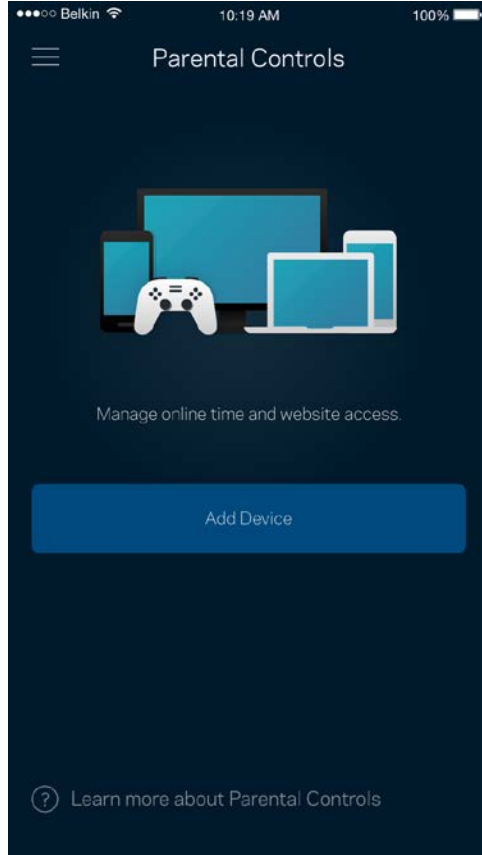 Belkin 10:19 AM 100%
Parental Controls
Manage online time and website access.
Add Device
? Learn more about Parental Controls